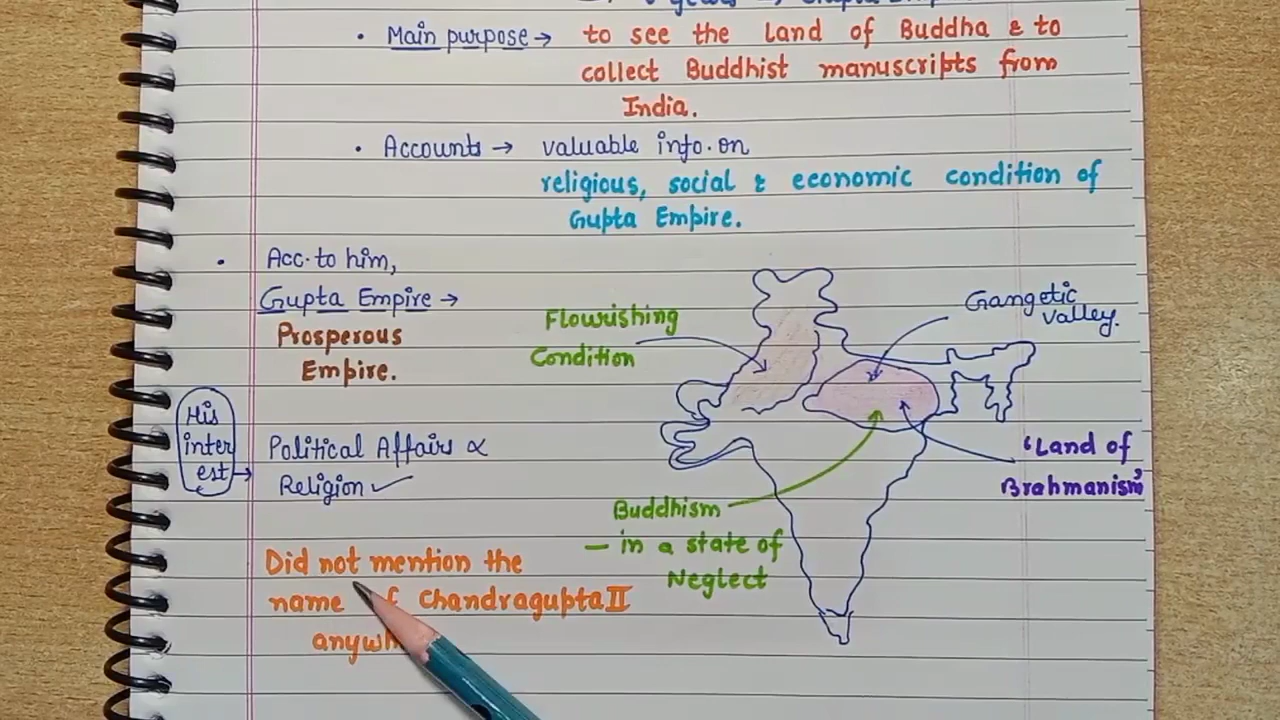 • Main purpose → to see the land of Buddha & to
collect Buddhist manuscripts from
India.
• Accounts → valuable info. on
religious, social & economic condition of
Gupta Empire.
• Acc. to him,
Gupta Empire →
Prosperous
Empire.
Flourishing
Condition
Gangetic
valley.
His
inter
est →
Political Affairs ×
Religion ✓
'Land of
Brahmanism'
Buddhism
— in a state of
Neglect
Did not mention the
name of Chandragupta II